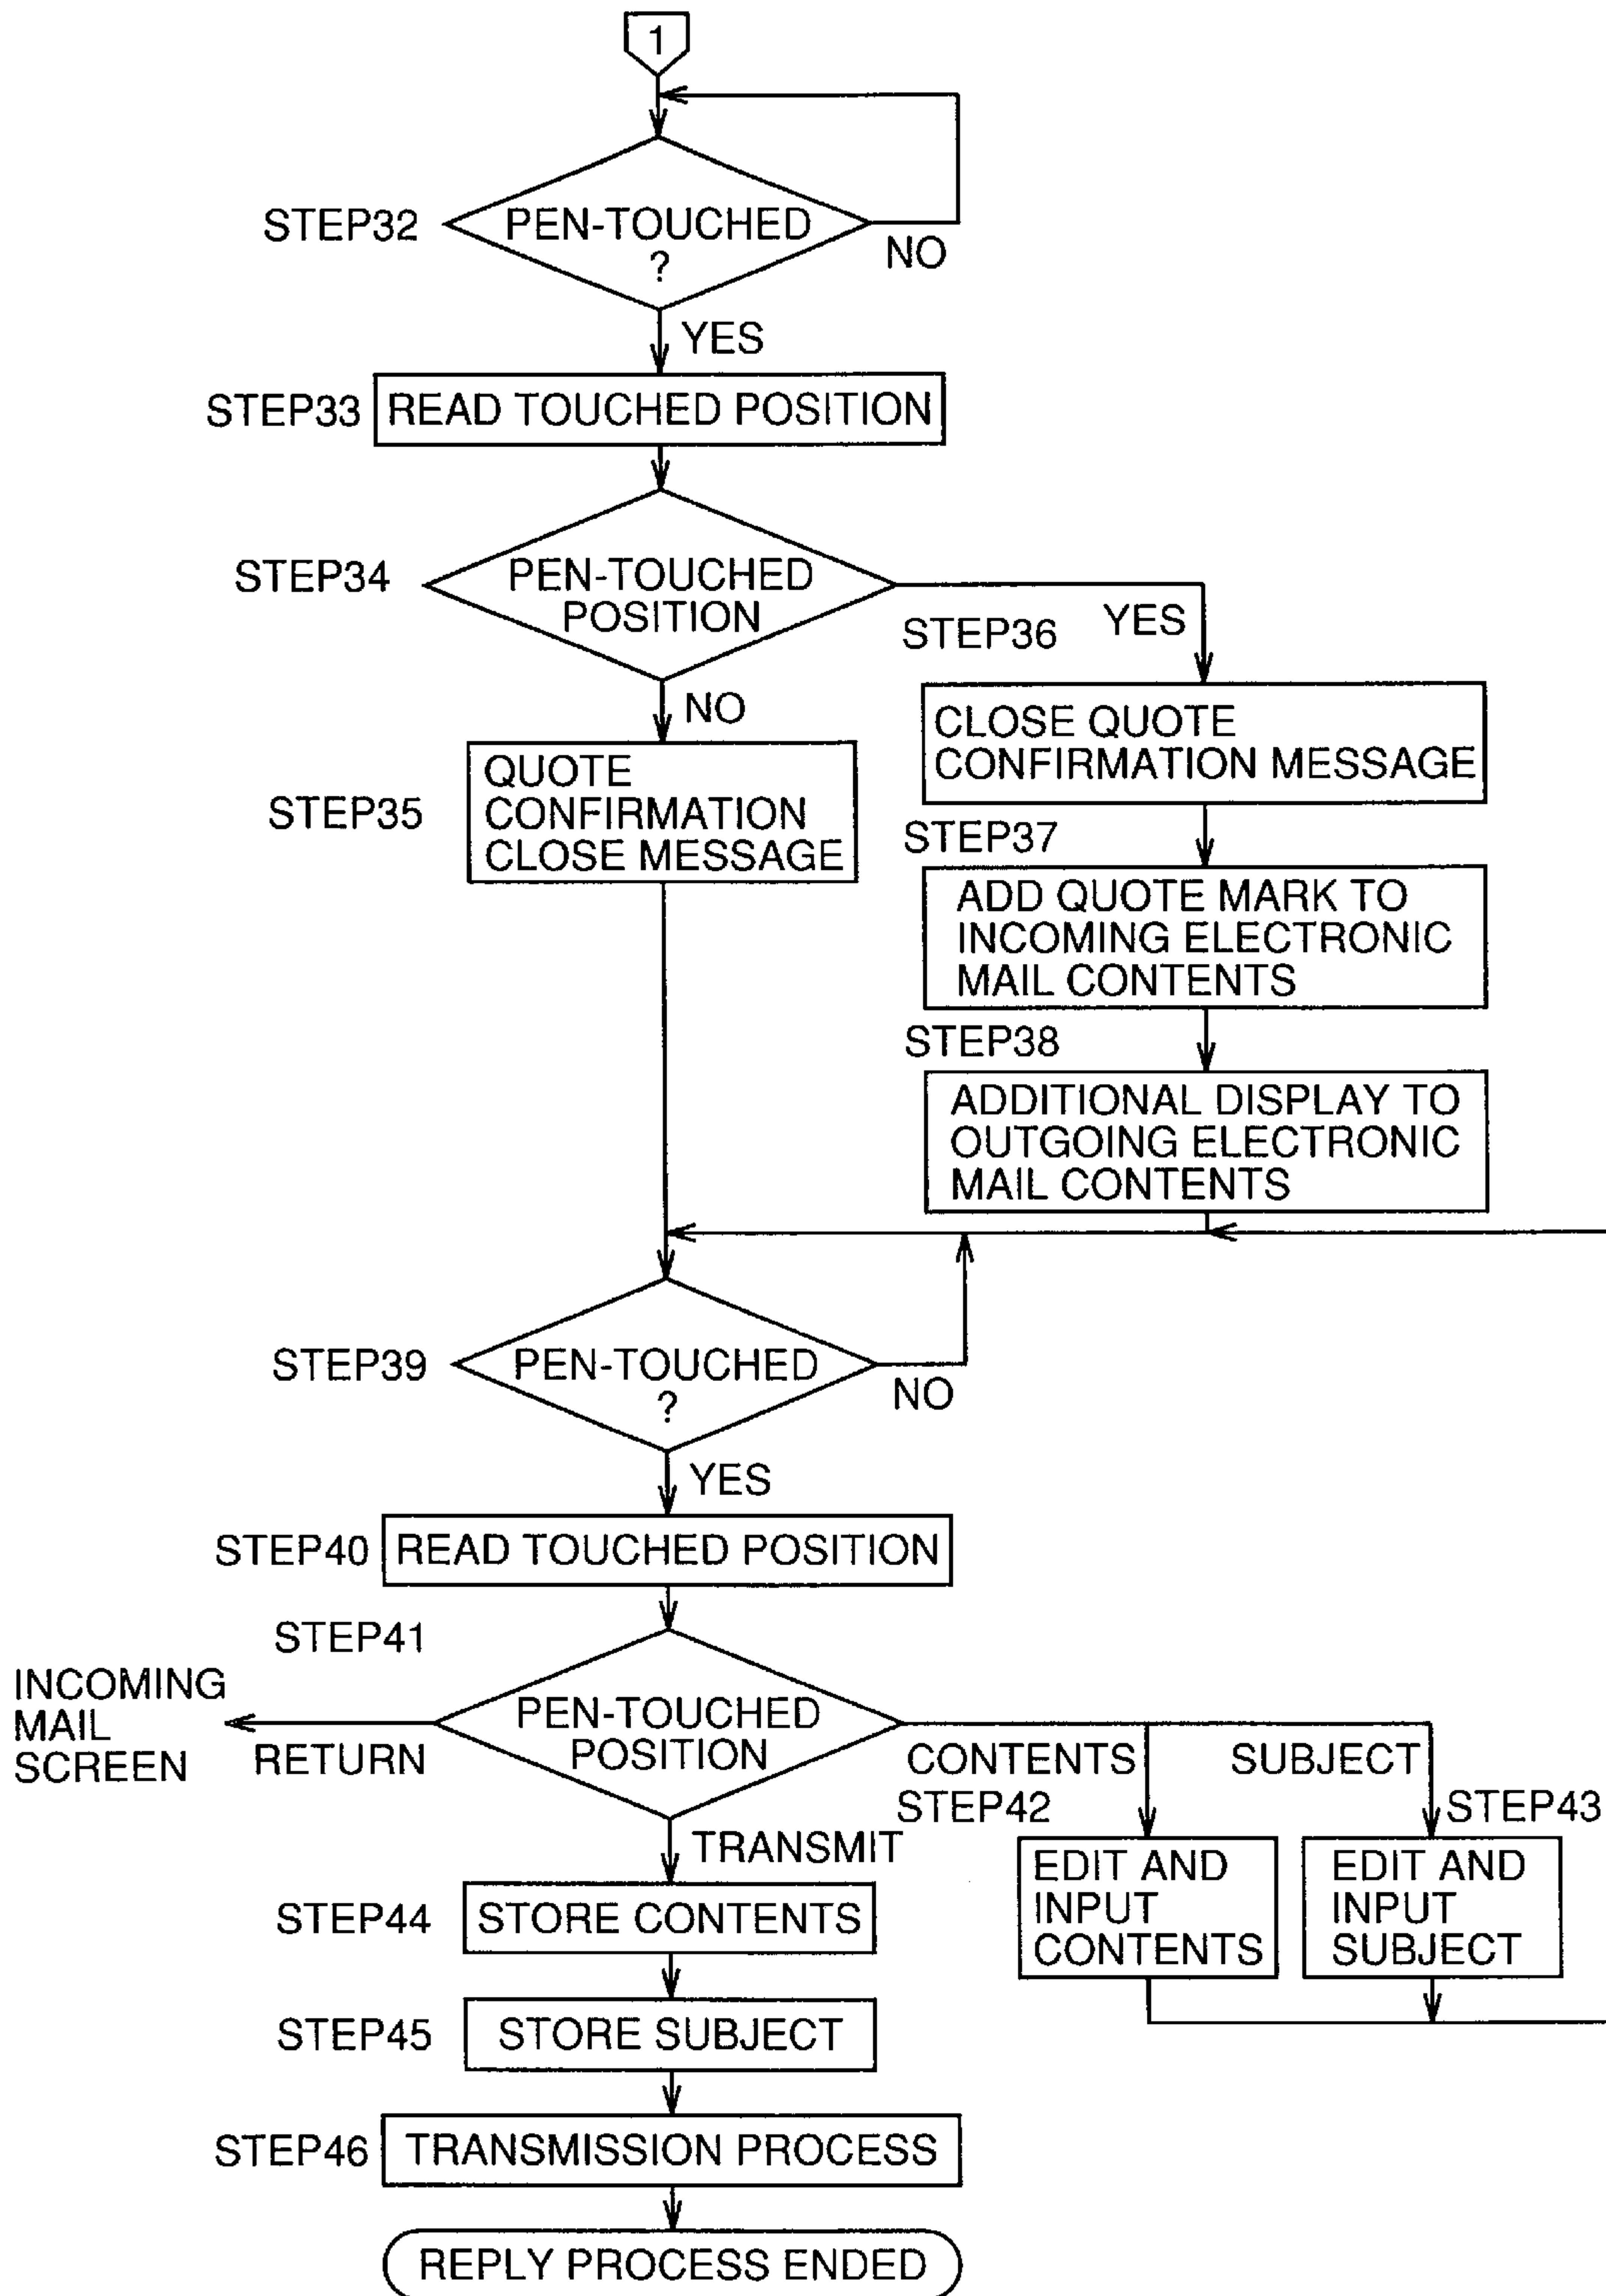 1
STEP32
PEN-TOUCHED
?
NO
YES
STEP33
READ TOUCHED POSITION
STEP34
PEN-TOUCHED
POSITION
YES
NO
STEP35
QUOTE
CONFIRMATION
CLOSE MESSAGE
STEP36
CLOSE QUOTE
CONFIRMATION MESSAGE
STEP37
ADD QUOTE MARK TO
INCOMING ELECTRONIC
MAIL CONTENTS
STEP38
ADDITIONAL DISPLAY TO
OUTGOING ELECTRONIC
MAIL CONTENTS
STEP39
PEN-TOUCHED
?
NO
YES
STEP40
READ TOUCHED POSITION
STEP41
PEN-TOUCHED
POSITION
INCOMING
MAIL
SCREEN
RETURN
CONTENTS
SUBJECT
STEP42
EDIT AND
INPUT
CONTENTS
STEP43
EDIT AND
INPUT
SUBJECT
TRANSMIT
STEP44
STORE CONTENTS
STEP45
STORE SUBJECT
STEP46
TRANSMISSION PROCESS
REPLY PROCESS ENDED